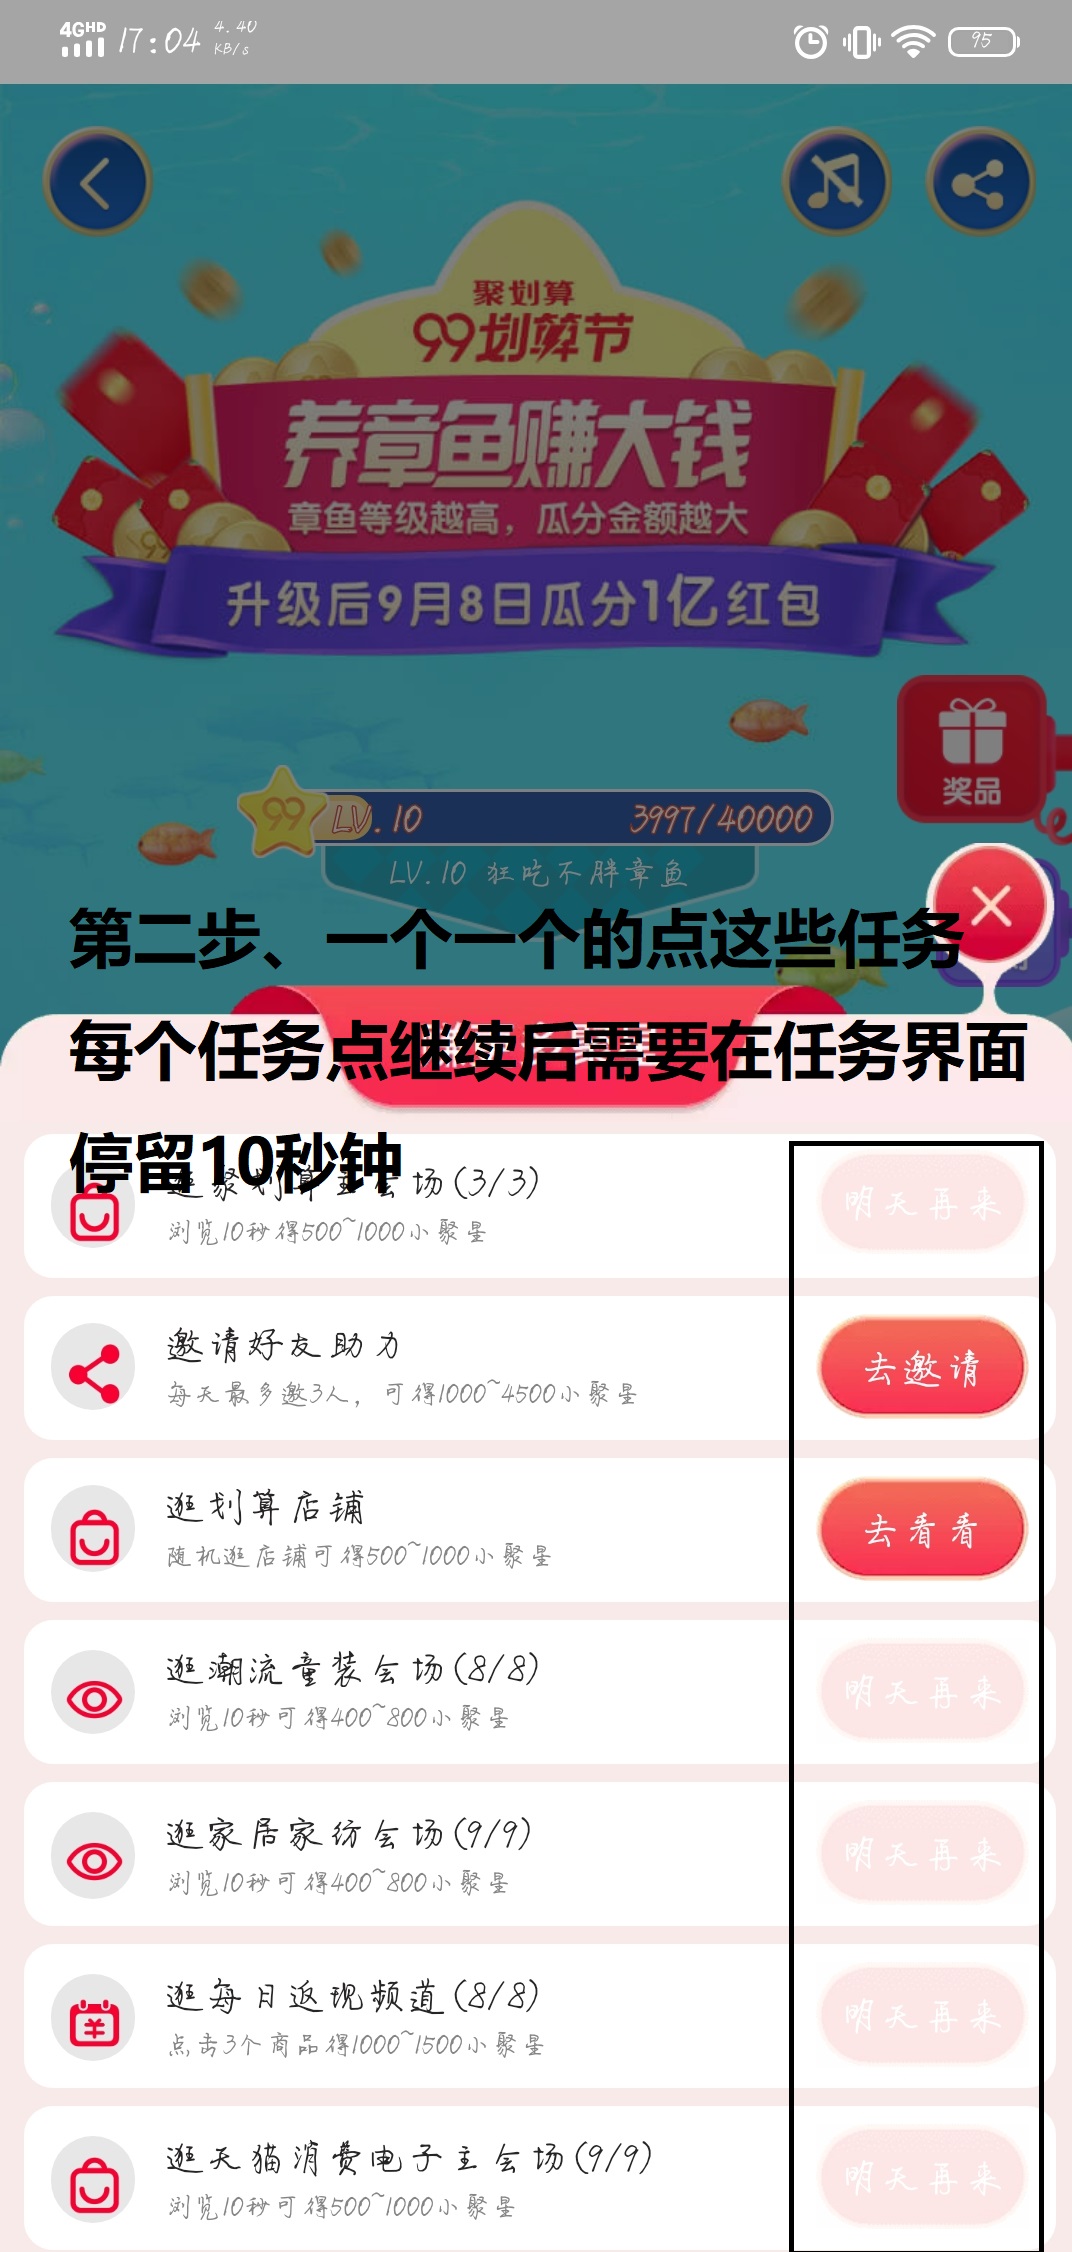 4G HD 17:04 4.40 KB/s 95
聚划算
99划算节
养章鱼赚大钱
章鱼等级越高，瓜分金额越大
升级后9月8日瓜分1亿红包
奖品
99 LV.10 3997/40000
LV.10 狂吃不胖章鱼
第二步、一个一个的点这些任务
每个任务点继续后需要在任务界面
停留10秒钟
逛聚划算主会场(3/3)
浏览10秒得500~1000小聚星
明天再来
邀请好友助力
每天最多邀3人，可得1000~4500小聚星
去邀请
逛划算店铺
随机逛店铺可得500~1000小聚星
去看看
逛潮流童装会场(8/8)
浏览10秒可得400~800小聚星
明天再来
逛家居家纺会场(9/9)
浏览10秒可得400~800小聚星
明天再来
逛每日返现频道(8/8)
点击3个商品得1000~1500小聚星
明天再来
逛天猫消费电子主会场(9/9)
浏览10秒可得500~1000小聚星
明天再来